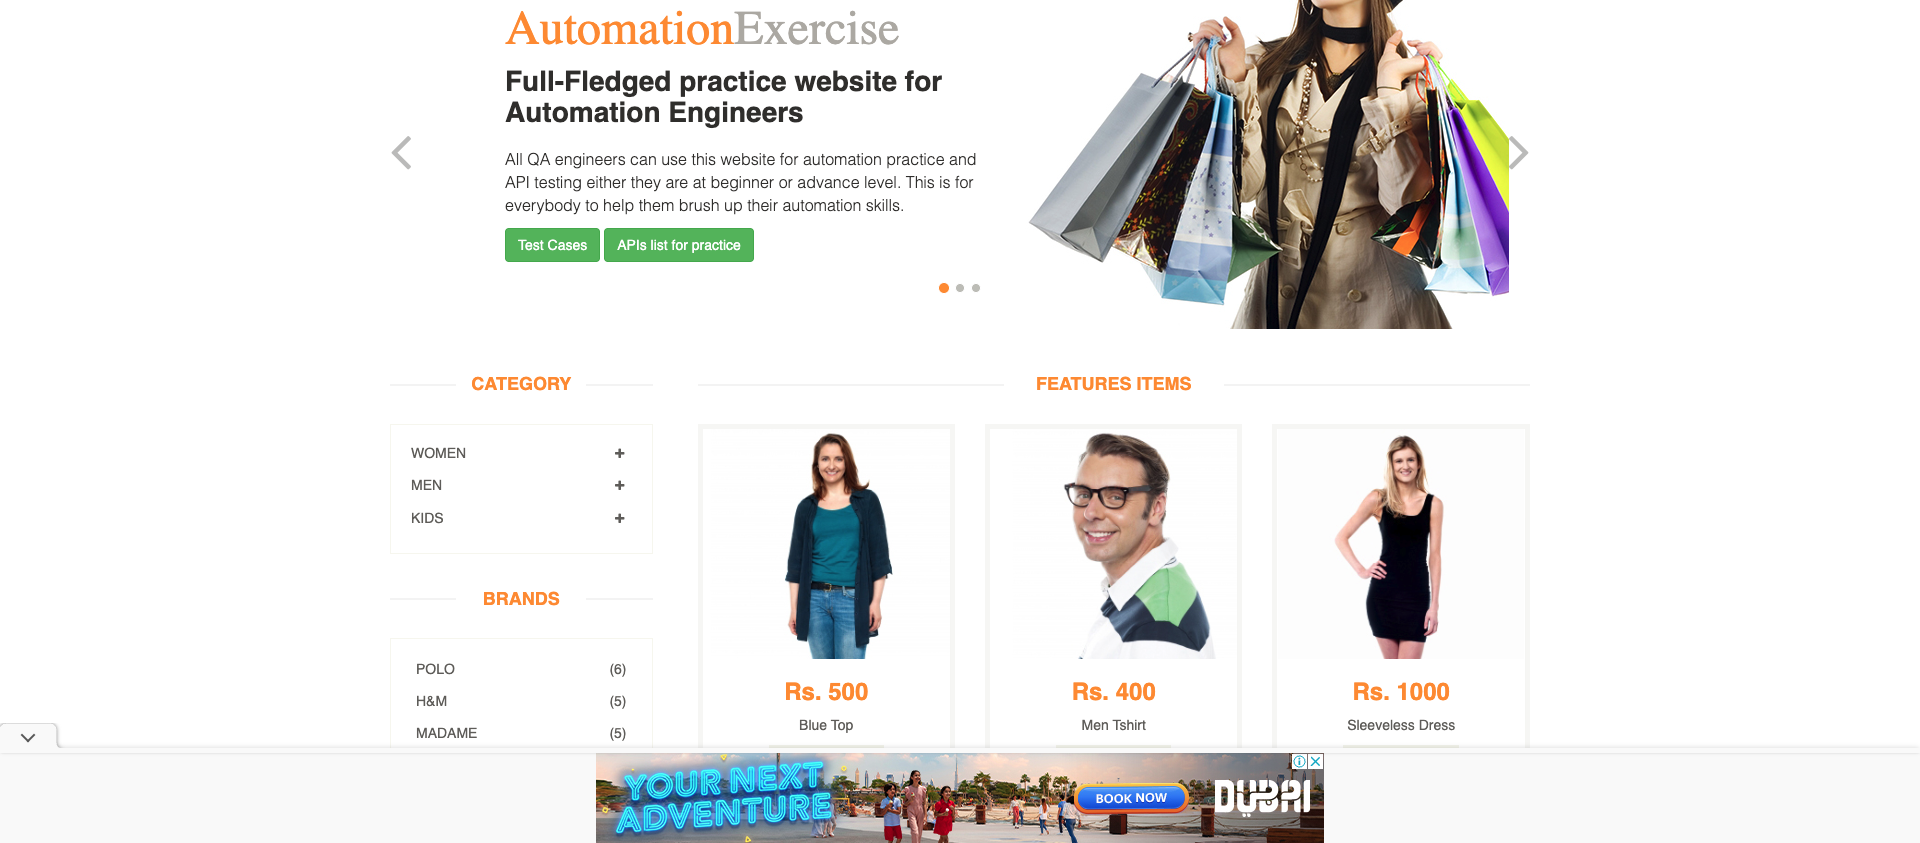 AutomationExercise
Full-Fledged practice website for
Automation Engineers
All QA engineers can use this website for automation practice and
API testing either they are at beginner or advance level. This is for
everybody to help them brush up their automation skills.
Test Cases
APIs list for practice
CATEGORY
WOMEN
MEN
KIDS
BRANDS
POLO (6)
H&M (5)
MADAME (5)
FEATURES ITEMS
Rs. 500
Blue Top
Rs. 400
Men Tshirt
Rs. 1000
Sleeveless Dress
YOUR NEXT
ADVENTURE
BOOK NOW
DUBAI